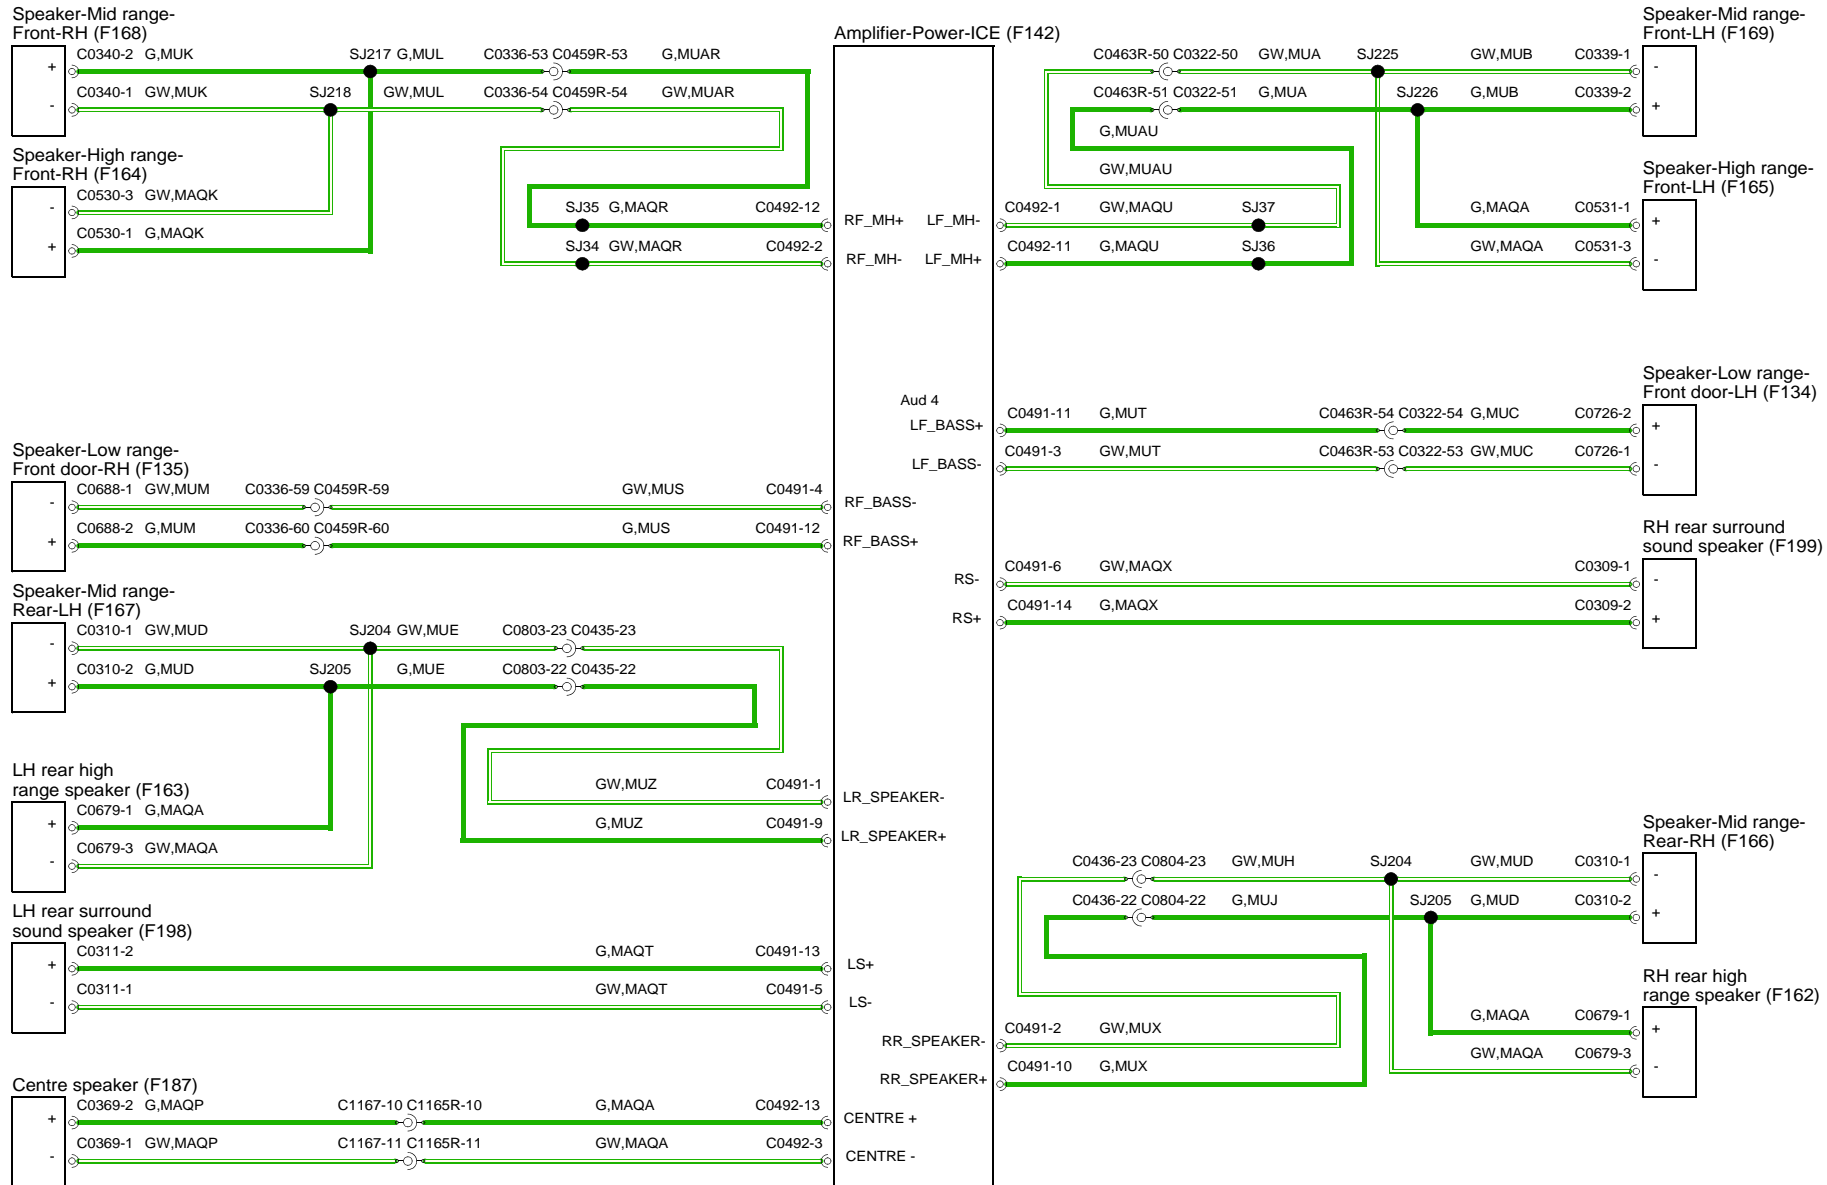 Speaker-Mid range-
Front-RH (F168)
+
C0340-2 G,MUK SJ217 G,MUL C0336-53 C0459R-53 G,MUAR
-
C0340-1 GW,MUK SJ218 GW,MUL C0336-54 C0459R-54 GW,MUAR
Speaker-High range-
Front-RH (F164)
-
C0530-3 GW,MAQK
+
C0530-1 G,MAQK
SJ35 G,MAQR C0492-12
SJ34 GW,MAQR C0492-2
Speaker-Low range-
Front door-RH (F135)
-
C0688-1 GW,MUM C0336-59 C0459R-59 GW,MUS C0491-4
+
C0688-2 G,MUM C0336-60 C0459R-60 G,MUS C0491-12
Speaker-Mid range-
Rear-LH (F167)
-
C0310-1 GW,MUD SJ204 GW,MUE C0803-23 C0435-23
+
C0310-2 G,MUD SJ205 G,MUE C0803-22 C0435-22
LH rear high
range speaker (F163)
+
C0679-1 G,MAQA
-
C0679-3 GW,MAQA
GW,MUZ C0491-1
G,MUZ C0491-9
LH rear surround
sound speaker (F198)
+
C0311-2 G,MAQT C0491-13
-
C0311-1 GW,MAQT C0491-5
Centre speaker (F187)
+
C0369-2 G,MAQP C1167-10 C1165R-10 G,MAQA C0492-13
-
C0369-1 GW,MAQP C1167-11 C1165R-11 GW,MAQA C0492-3
Amplifier-Power-ICE (F142)
RF_MH+ LF_MH-
RF_MH- LF_MH+
Aud 4
LF_BASS+
LF_BASS-
RF_BASS-
RF_BASS+
RS-
RS+
LR_SPEAKER-
LR_SPEAKER+
LS+
LS-
RR_SPEAKER-
RR_SPEAKER+
CENTRE +
CENTRE -
Speaker-Mid range-
Front-LH (F169)
C0463R-50 C0322-50 GW,MUA SJ225 GW,MUB C0339-1
-
C0463R-51 C0322-51 G,MUA SJ226 G,MUB C0339-2
+
G,MUAU
GW,MUAU
Speaker-High range-
Front-LH (F165)
C0492-1 GW,MAQU SJ37
G,MAQA C0531-1
+
C0492-11 G,MAQU SJ36
GW,MAQA C0531-3
-
Speaker-Low range-
Front door-LH (F134)
C0491-11 G,MUT C0463R-54 C0322-54 G,MUC C0726-2
+
C0491-3 GW,MUT C0463R-53 C0322-53 GW,MUC C0726-1
-
RH rear surround
sound speaker (F199)
C0491-6 GW,MAQX C0309-1
-
C0491-14 G,MAQX C0309-2
+
Speaker-Mid range-
Rear-RH (F166)
C0436-23 C0804-23 GW,MUH SJ204 GW,MUD C0310-1
-
C0436-22 C0804-22 G,MUJ SJ205 G,MUD C0310-2
+
RH rear high
range speaker (F162)
G,MAQA C0679-1
+
GW,MAQA C0679-3
-
C0491-2 GW,MUX
C0491-10 G,MUX